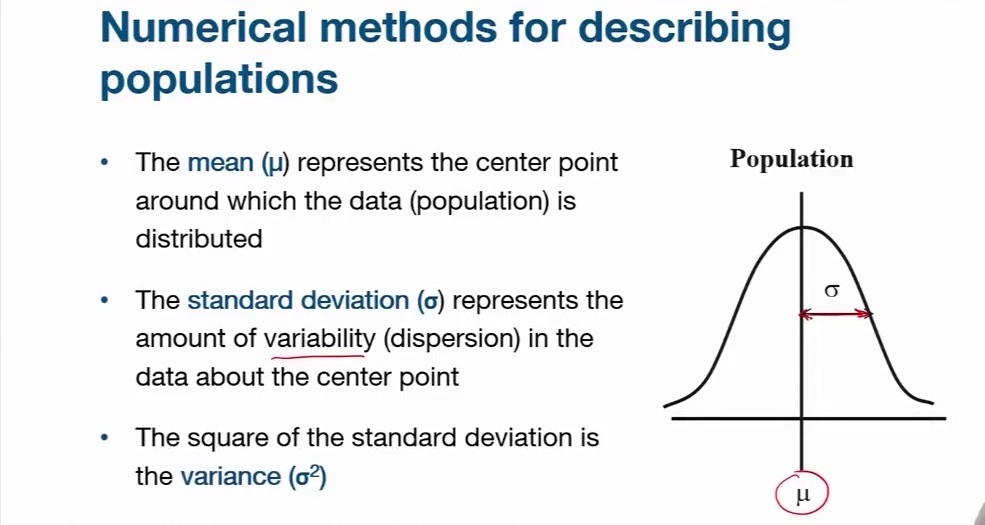 Numerical methods for describing
populations
• The mean (µ) represents the center point
around which the data (population) is
distributed
• The standard deviation (σ) represents the
amount of variability (dispersion) in the
data about the center point
• The square of the standard deviation is
the variance (σ²)
Population
σ
µ